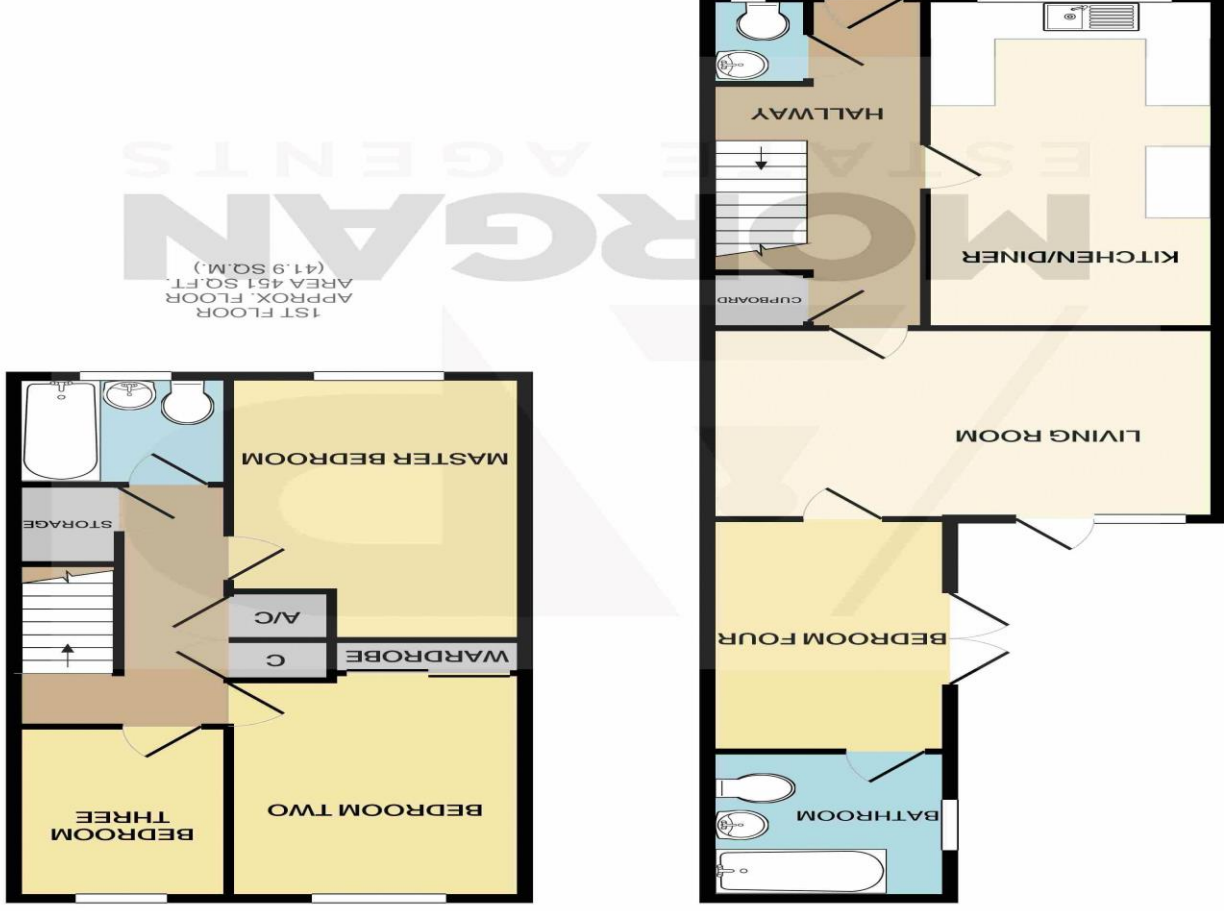 BATHROOM
BEDROOM FOUR
LIVING ROOM
CUPBOARD
KITCHEN/DINER
HALLWAY
BEDROOM
THREE
BEDROOM TWO
C
WARDROBE
A/C
STORAGE
MASTER BEDROOM
1ST FLOOR
APPROX. FLOOR
AREA 451 SQ.FT.
(41.9 SQ.M.)
MORGAN
ESTATE AGENTS